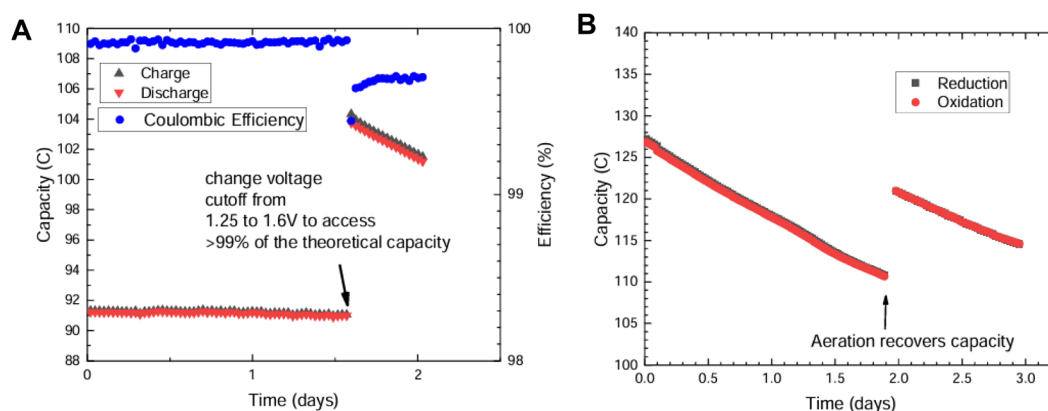 A
110
108
106
104
102
100
98
96
94
92
90
88
Capacity (C)
Charge
Discharge
Coulombic Efficiency
change voltage
cutoff from
1.25 to 1.6V to access
>99% of the theoretical capacity
100
99
98
Efficiency (%)
0
1
2
Time (days)
B
140
135
130
125
120
115
110
105
100
Capacity (C)
Reduction
Oxidation
Aeration recovers capacity
0.0
0.5
1.0
1.5
2.0
2.5
3.0
Time (days)